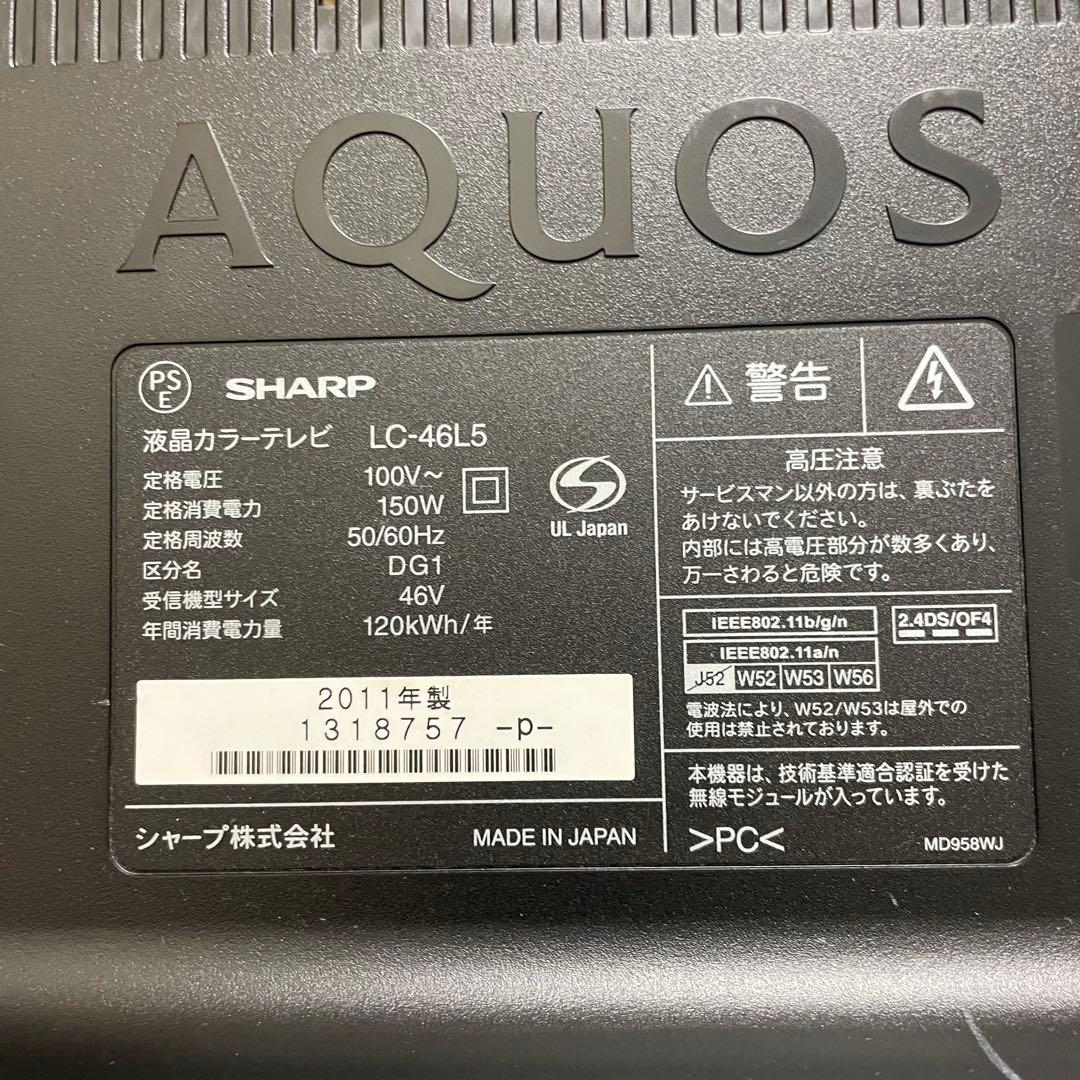 AQUOS
PS
E
SHARP
液晶カラーテレビ LC-46L5
定格電圧 100V～
定格消費電力 150W
定格周波数 50/60Hz
区分名 DG1
受信機型サイズ 46V
年間消費電力量 120kWh/年
UL Japan
2011年製
1318757 -p-
シャープ株式会社 MADE IN JAPAN
警告
高圧注意
サービスマン以外の方は、裏ぶたを
あけないでください。
内部には高電圧部分が数多くあり、
万一さわると危険です。
IEEE802.11b/g/n
2.4DS/OF4
IEEE802.11a/n
J52 W52 W53 W56
電波法により、W52/W53は屋外での
使用は禁止されております。
本機器は、技術基準適合認証を受けた
無線モジュールが入っています。
>PC<
MD958WJ